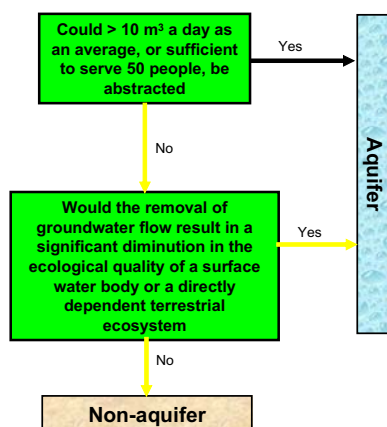 Could > 10 m³ a day as
an average, or sufficient
to serve 50 people, be
abstracted
Yes
No
Aquifer
Would the removal of
groundwater flow result in a
significant diminution in the
ecological quality of a surface
water body or a directly
dependent terrestrial
ecosystem
Yes
No
Non-aquifer